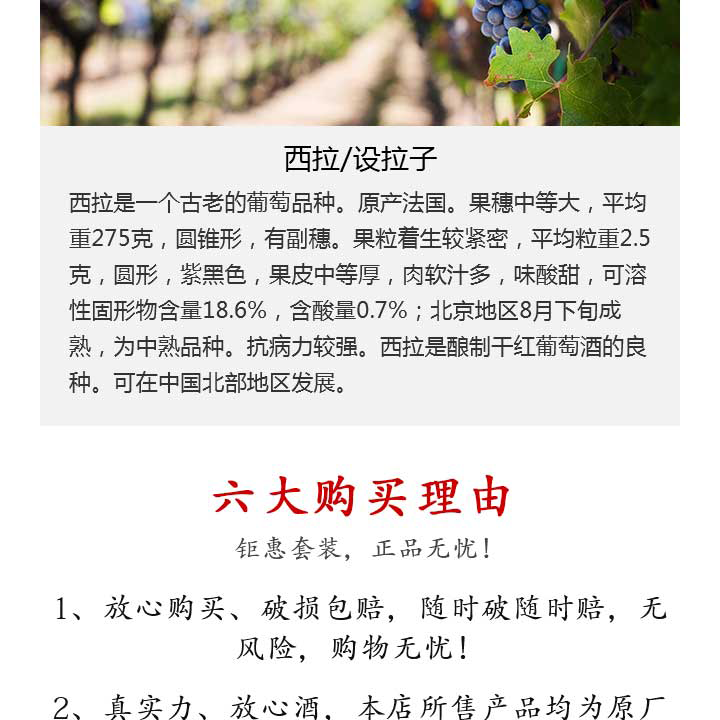 西拉/设拉子
西拉是一个古老的葡萄品种。原产法国。果穗中等大，平均
重275克，圆锥形，有副穗。果粒着生较紧密，平均粒重2.5
克，圆形，紫黑色，果皮中等厚，肉软汁多，味酸甜，可溶
性固形物含量18.6%，含酸量0.7%；北京地区8月下旬成
熟，为中熟品种。抗病力较强。西拉是酿制干红葡萄酒的良
种。可在中国北部地区发展。
六大购买理由
钜惠套装，正品无忧！
1、放心购买、破损包赔，随时破随时赔，无
风险，购物无忧！
2、真实力、放心酒，本店所售产品均为原厂